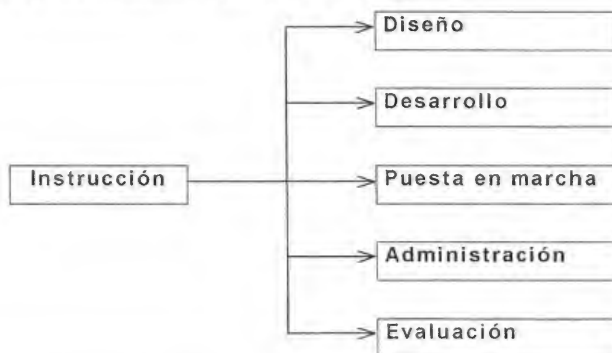 Diseño
Desarrollo
Instrucción
Puesta en marcha
Administración
Evaluación